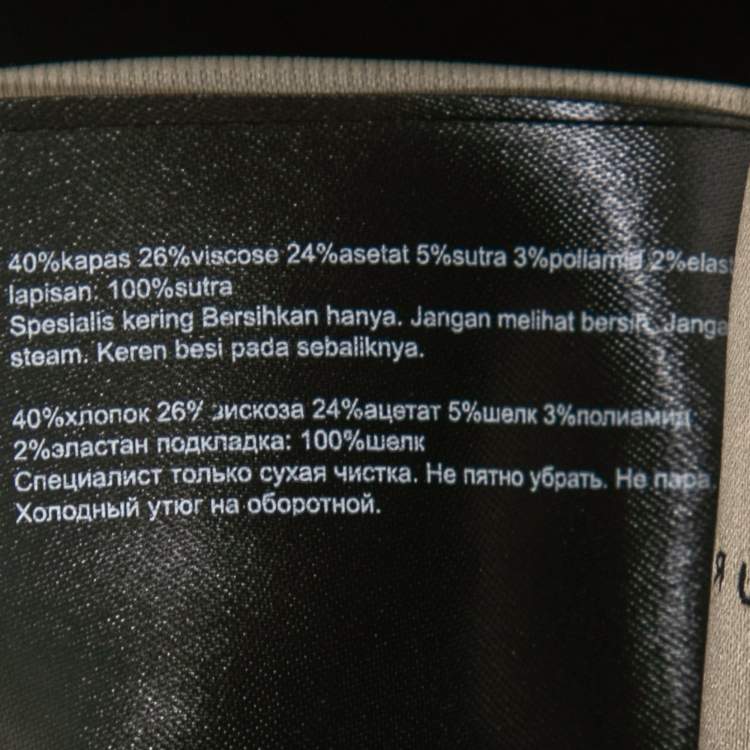 40%kapas 26%viscose 24%asetat 5%sutra 3%poliamid 2%elas
lapisan: 100%sutra
Spesialis kering Bersihkan hanya. Jangan melihat bersih. Janga
steam. Keren besi pada sebaliknya.
40%хлопок 26% вискоза 24%ацетат 5%шелк 3%полиамид
2%эластан подкладка: 100%шелк
Специалист только сухая чистка. Не пятно убрать. Не пара.
Холодный утюг на оборотной.